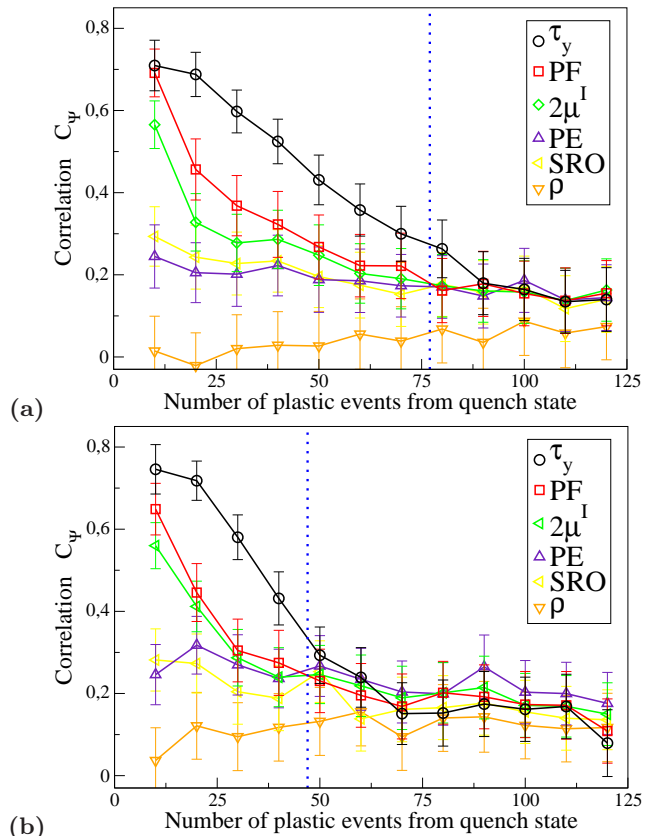 0,8
0,6
0,4
0,2
0
Correlation C_Ψ
τ_y
PF
2μ^I
PE
SRO
ρ
0 25 50 75 100 125
Number of plastic events from quench state
(a)
0,8
0,6
0,4
0,2
0
Correlation C_Ψ
τ_y
PF
2μ^I
PE
SRO
ρ
0 25 50 75 100 125
Number of plastic events from quench state
(b)